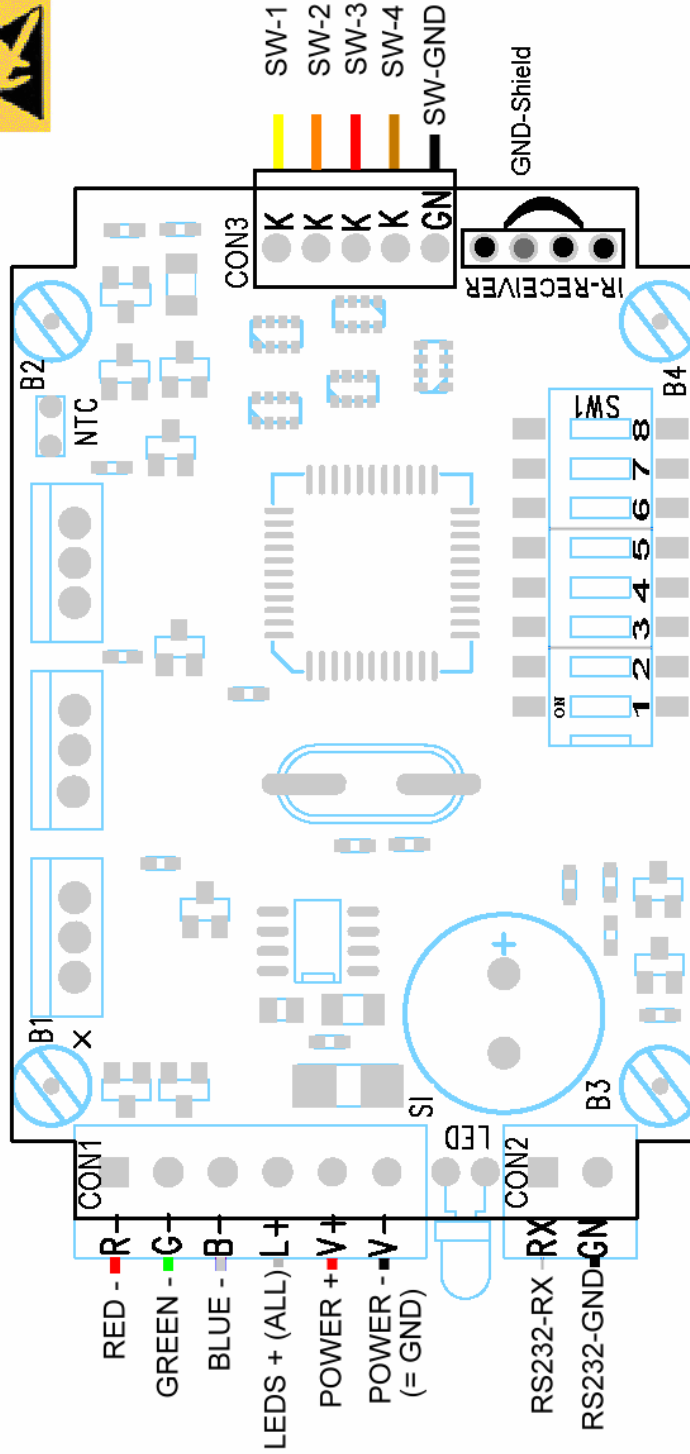 SW-1
SW-2
SW-3
SW-4
SW-GND
GND-Shield
CON3
K
K
K
K
GN
IR-RECEIVER
B2
NTC
B4
SW1
8
7
6
5
4
3
2
1
ON
B1
X
+
SI
B3
LED
CON1
CON2
R-
G-
B-
L+
V+
V-
RX
GN
RED -
GREEN -
BLUE -
LEDS + (ALL)
POWER +
POWER -
(= GND)
RS232-RX
RS232-GND